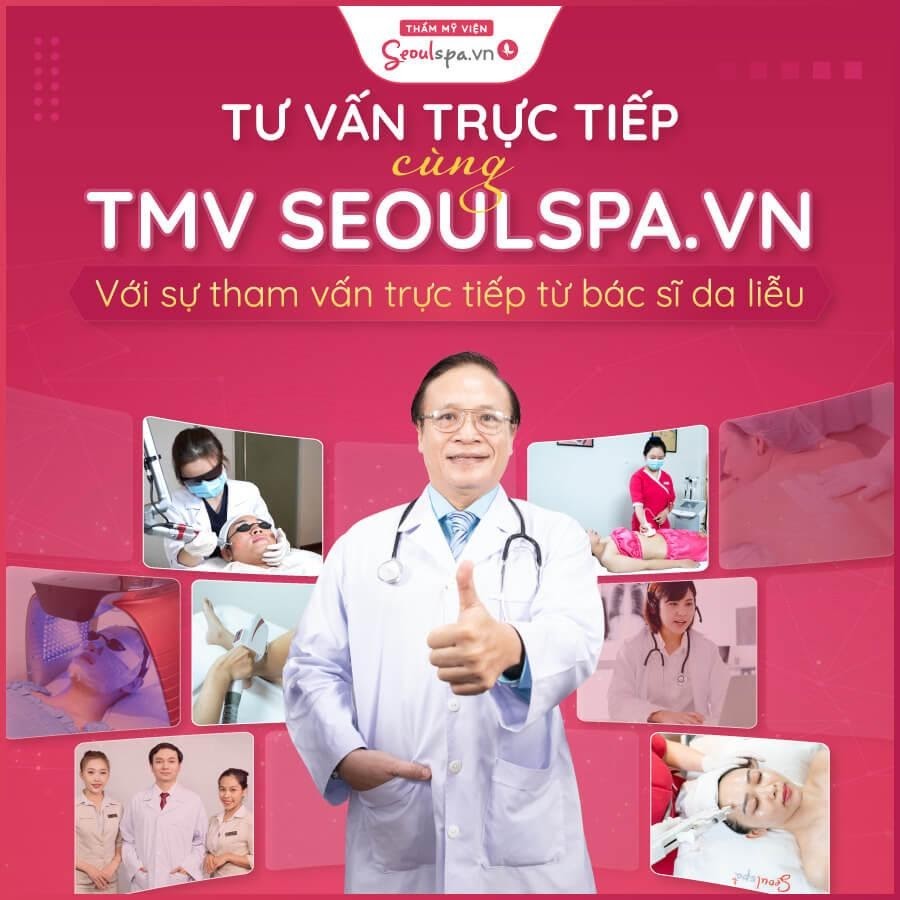 THẨM MỸ VIỆN
Seoulspa.vn
TƯ VẤN TRỰC TIẾP
cùng
TMV SEOULSPA.VN
Với sự tham vấn trực tiếp từ bác sĩ da liễu
Seoulspa